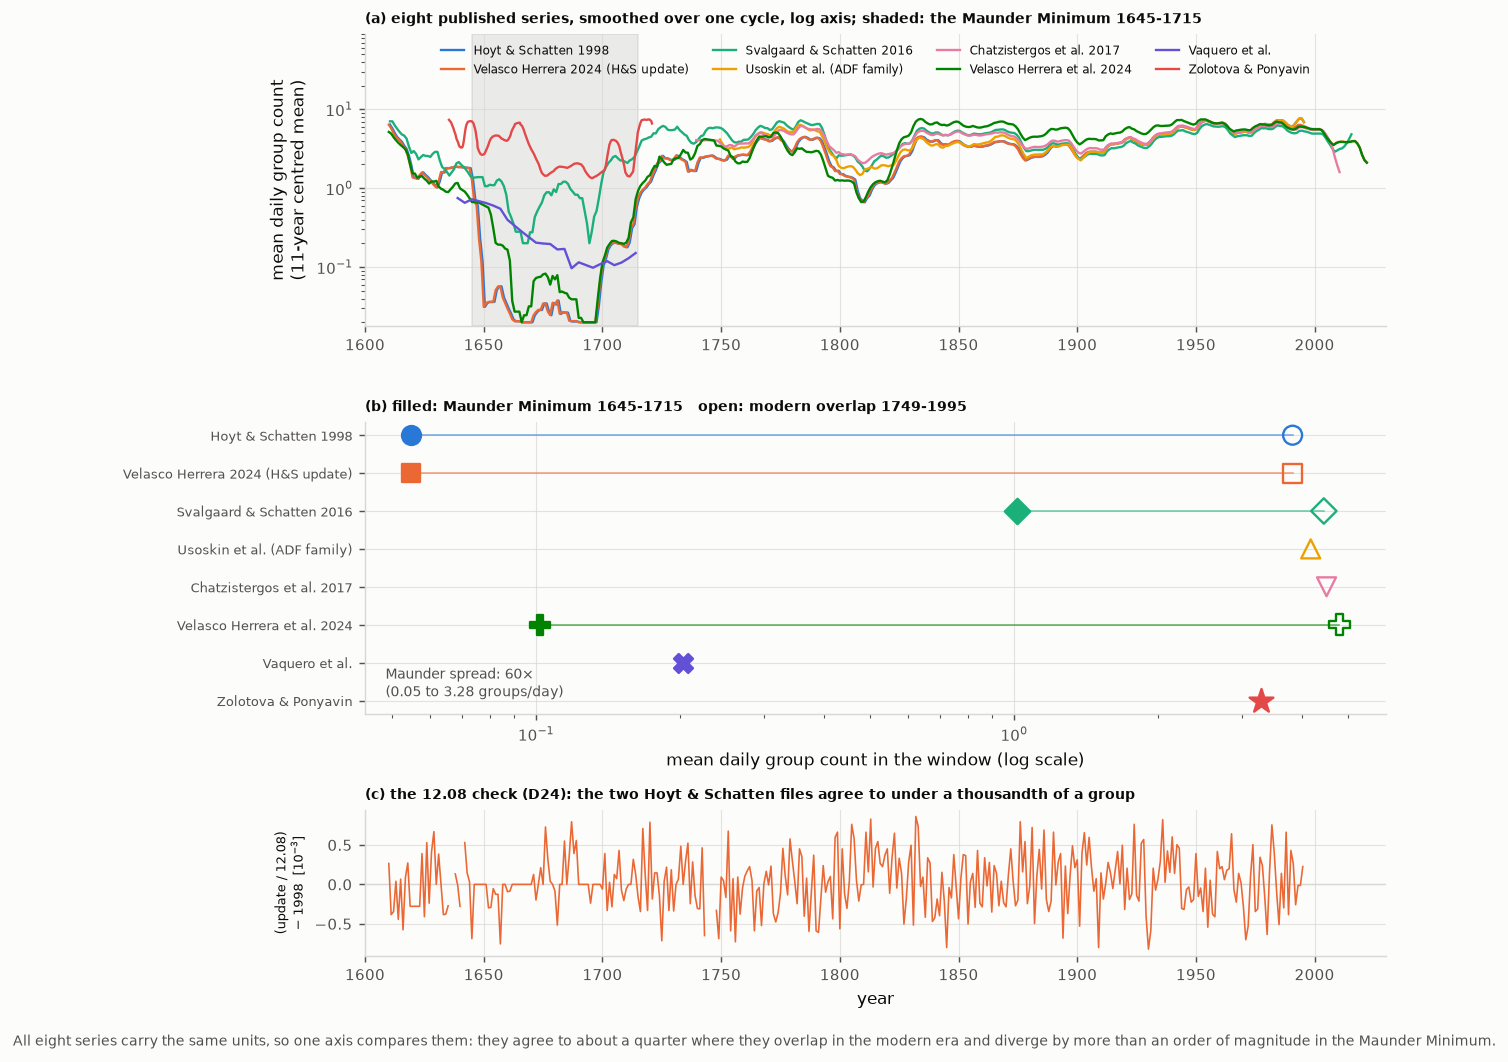 (a) eight published series, smoothed over one cycle, log axis; shaded: the Maunder Minimum 1645-1715
Hoyt & Schatten 1998
Velasco Herrera 2024 (H&S update)
Svalgaard & Schatten 2016
Usoskin et al. (ADF family)
Chatzistergos et al. 2017
Velasco Herrera et al. 2024
Vaquero et al.
Zolotova & Ponyavin
mean daily group count
(11-year centred mean)
10¹
10⁰
10⁻¹
1600 1650 1700 1750 1800 1850 1900 1950 2000
(b) filled: Maunder Minimum 1645-1715 open: modern overlap 1749-1995
Hoyt & Schatten 1998
Velasco Herrera 2024 (H&S update)
Svalgaard & Schatten 2016
Usoskin et al. (ADF family)
Chatzistergos et al. 2017
Velasco Herrera et al. 2024
Vaquero et al.
Zolotova & Ponyavin
Maunder spread: 60×
(0.05 to 3.28 groups/day)
10⁻¹ 10⁰
mean daily group count in the window (log scale)
(c) the 12.08 check (D24): the two Hoyt & Schatten files agree to under a thousandth of a group
(update / 12.08)
− 1998 [10⁻³]
0.5
0.0
−0.5
1600 1650 1700 1750 1800 1850 1900 1950 2000
year
All eight series carry the same units, so one axis compares them: they agree to about a quarter where they overlap in the modern era and diverge by more than an order of magnitude in the Maunder Minimum.